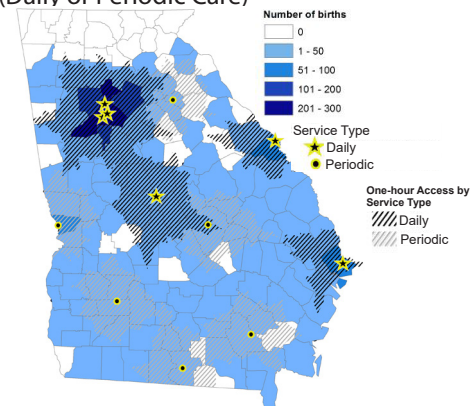 (Daily or Periodic Care)
Number of births
0
1 - 50
51 - 100
101 - 200
201 - 300
Service Type
Daily
Periodic
One-hour Access by
Service Type
Daily
Periodic